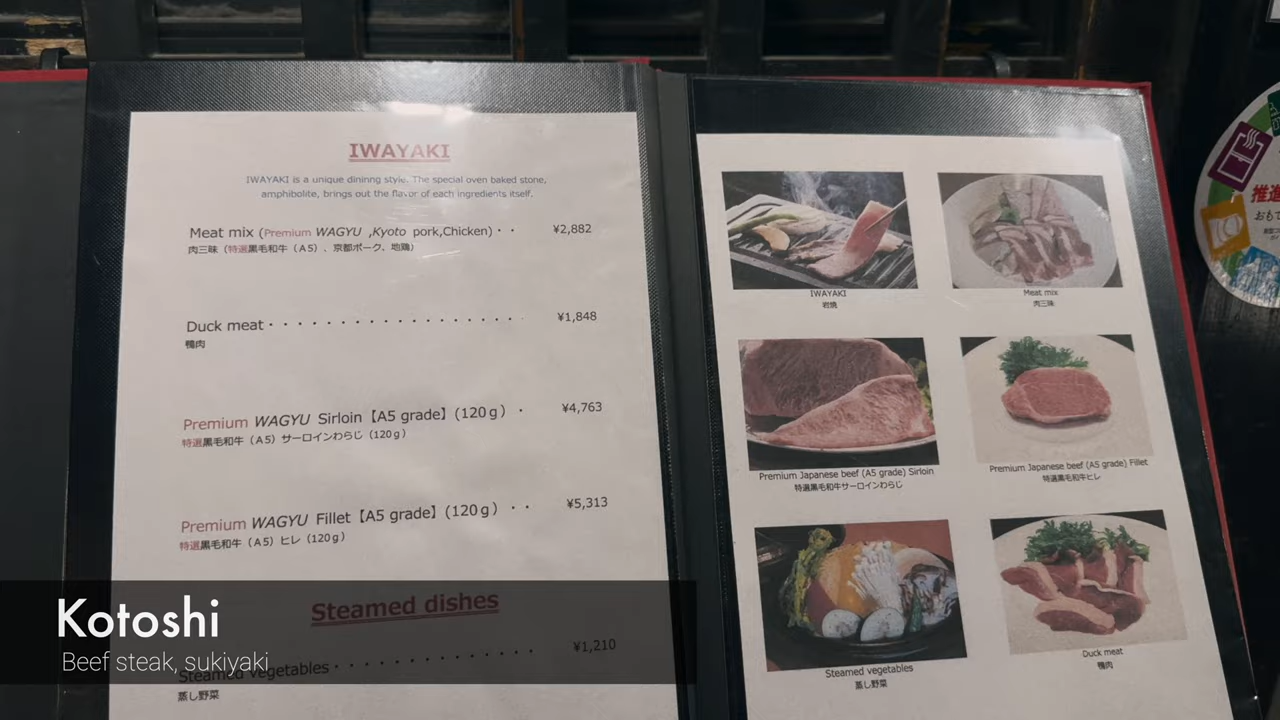 IWAYAKI
IWAYAKI is a unique dininng style. The special oven baked stone,
amphibolite, brings out the flavor of each ingredients itself.
Meat mix (Premium WAGYU ,Kyoto pork,Chicken)・・ ¥2,882
肉三味（特選黒毛和牛（A5）、京都ポーク、地鶏）
Duck meat・・・・・・・・・・・・・・・・・・ ¥1,848
鴨肉
Premium WAGYU Sirloin【A5 grade】(120g)・ ¥4,763
特選黒毛和牛（A5）サーロインわらじ（120g）
Premium WAGYU Fillet【A5 grade】(120g)・・ ¥5,313
特選黒毛和牛（A5）ヒレ（120g）
Steamed dishes
Steamed vegetables・・・・・・・・・・・・・・ ¥1,210
蒸し野菜
IWAYAKI
岩焼
Meat mix
肉三味
Premium Japanese beef (A5 grade) Sirloin
特選黒毛和牛サーロインわらじ
Premium Japanese beef (A5 grade) Fillet
特選黒毛和牛ヒレ
Steamed vegetables
蒸し野菜
Duck meat
鴨肉
推進
おも
Kotoshi
Beef steak, sukiyaki